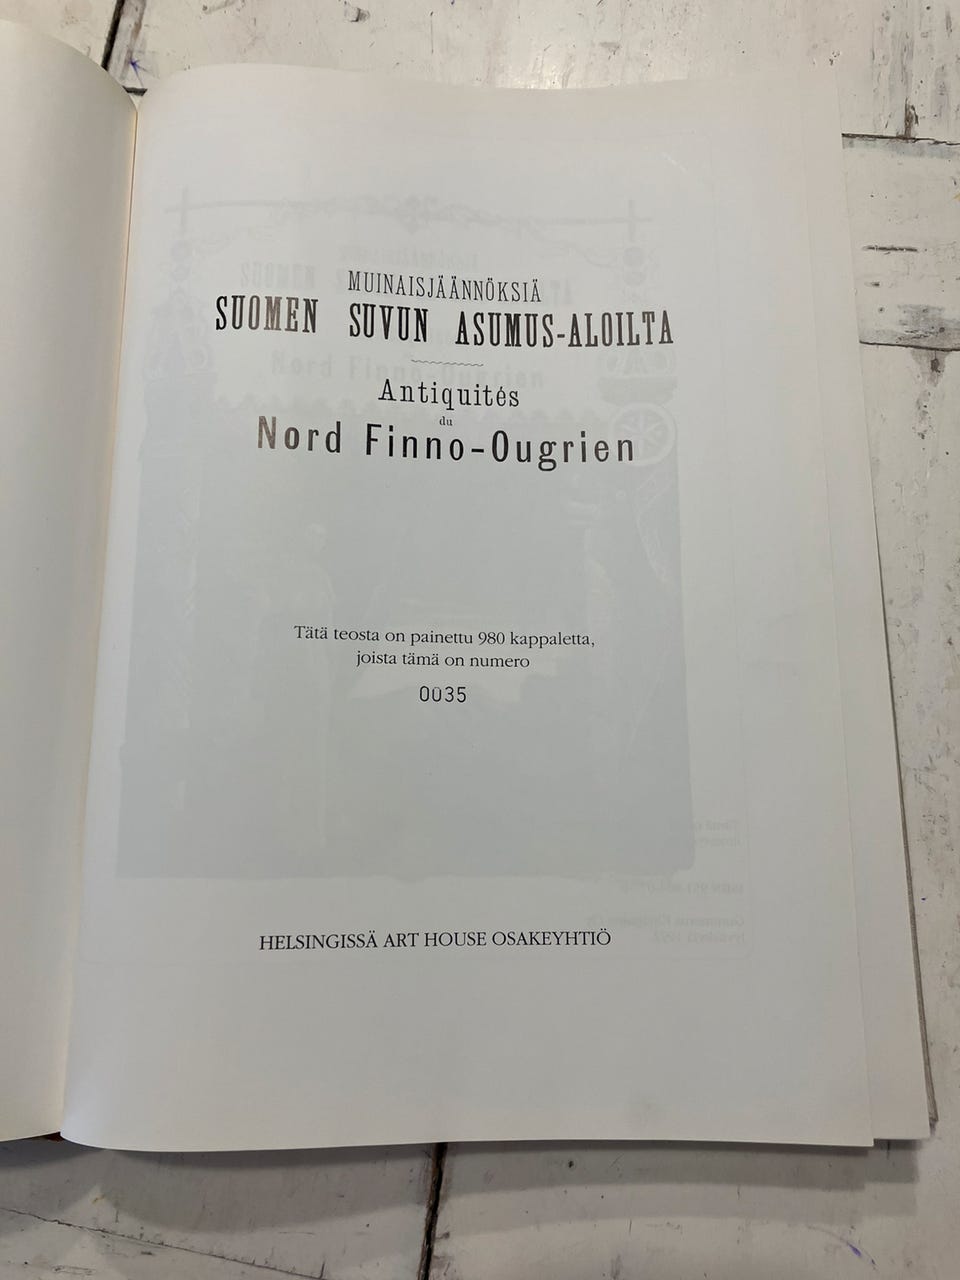 MUINAISJÄÄNNÖKSIÄ
SUOMEN SUVUN ASUMUS-ALOILTA
Antiquités
du
Nord Finno-Ougrien
Tätä teosta on painettu 980 kappaletta,
joista tämä on numero
0035
HELSINGISSÄ ART HOUSE OSAKEYHTIÖ